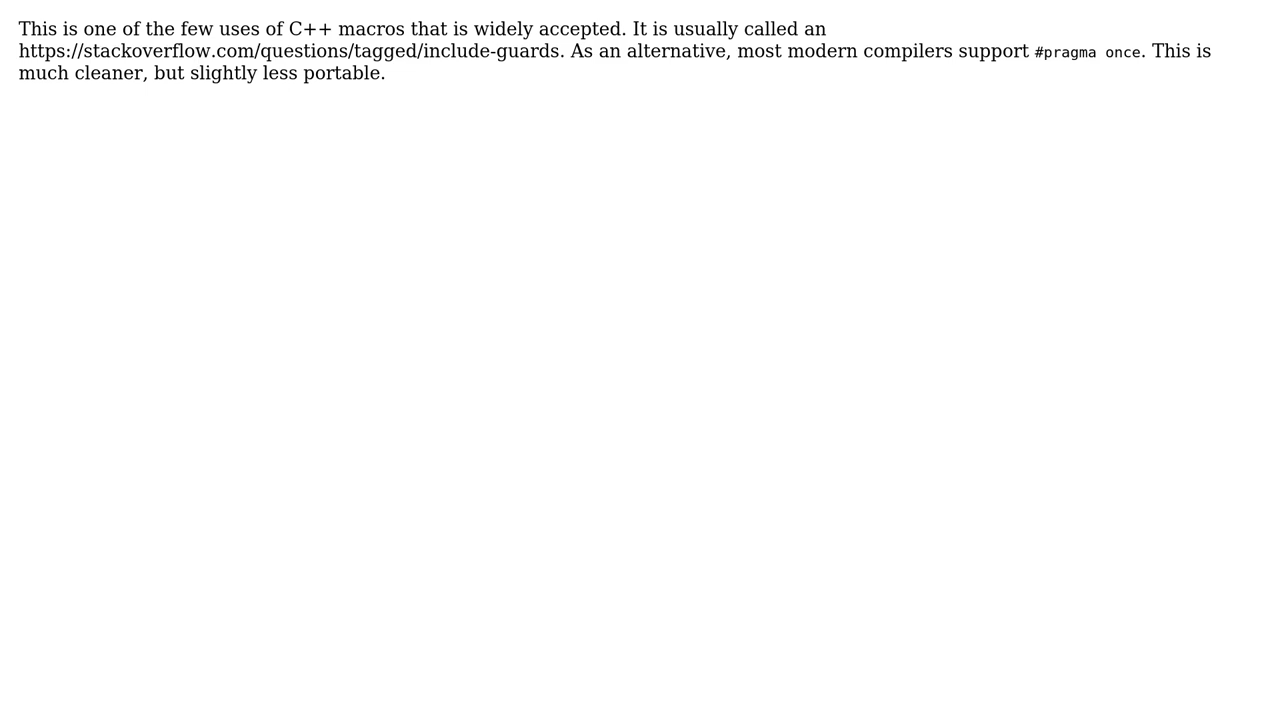 This is one of the few uses of C++ macros that is widely accepted. It is usually called an
https://stackoverflow.com/questions/tagged/include-guards. As an alternative, most modern compilers support #pragma once. This is
much cleaner, but slightly less portable.